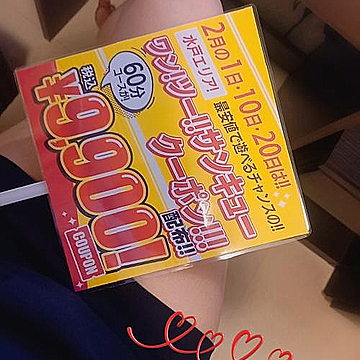 2月の1日・10日・20日は!!
水戸エリア!
最安値で遊べるチャンスの!!
ワン!ツー!!サンキュー
クーポン!!!
配布!!
60分
コースが
税込
¥9,900!
COUPON